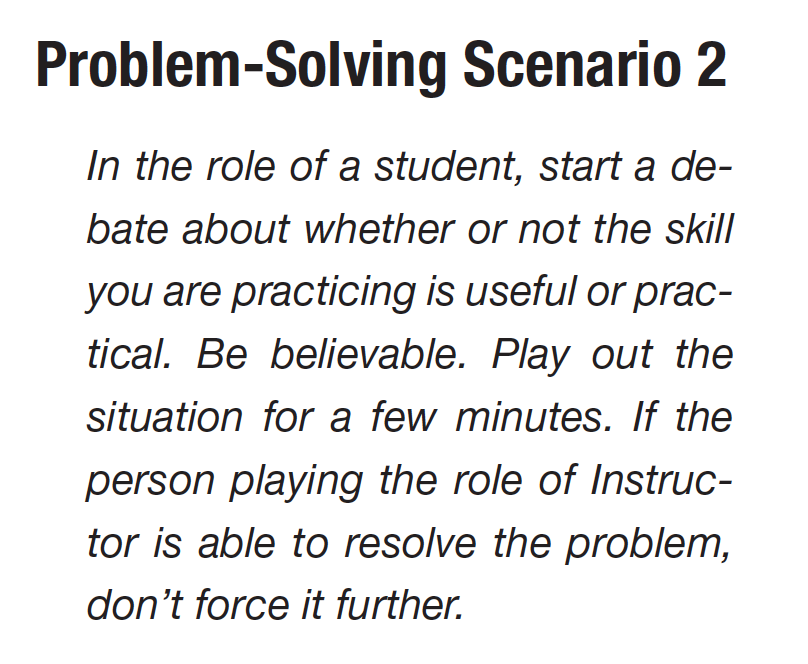 Problem-Solving Scenario 2
In the role of a student, start a de-
bate about whether or not the skill
you are practicing is useful or prac-
tical. Be believable. Play out the
situation for a few minutes. If the
person playing the role of Instruc-
tor is able to resolve the problem,
don’t force it further.